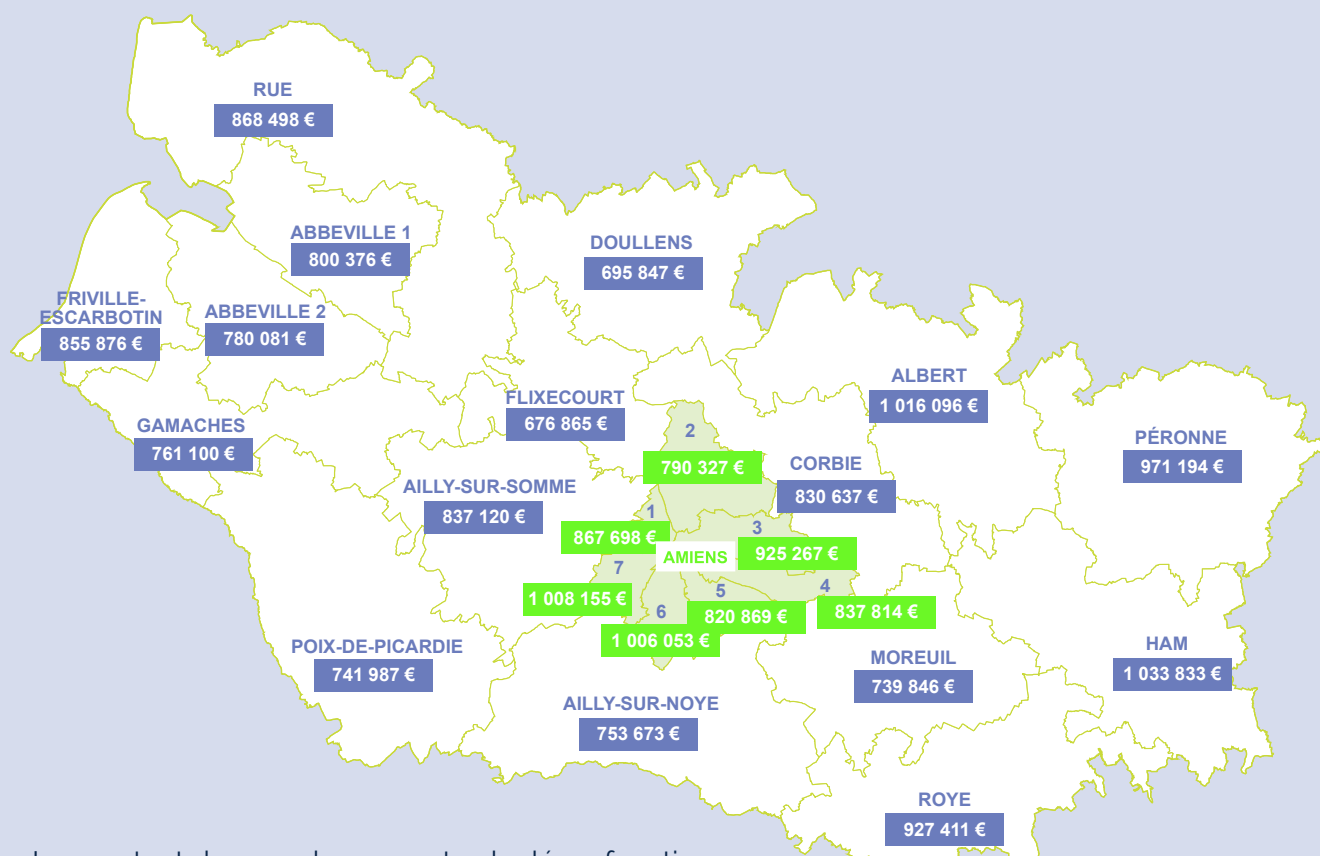 RUE
868 498 €
ABBEVILLE 1
800 376 €
DOULLENS
695 847 €
FRIVILLE-
ESCARBOTIN
855 876 €
ABBEVILLE 2
780 081 €
ALBERT
1 016 096 €
FLIXECOURT
676 865 €
GAMACHES
761 100 €
2
790 327 €
PÉRONNE
971 194 €
CORBIE
830 637 €
AILLY-SUR-SOMME
837 120 €
1
867 698 €
3
925 267 €
AMIENS
7
1 008 155 €
5
820 869 €
4
837 814 €
6
1 006 053 €
POIX-DE-PICARDIE
741 987 €
MOREUIL
739 846 €
HAM
1 033 833 €
AILLY-SUR-NOYE
753 673 €
ROYE
927 411 €